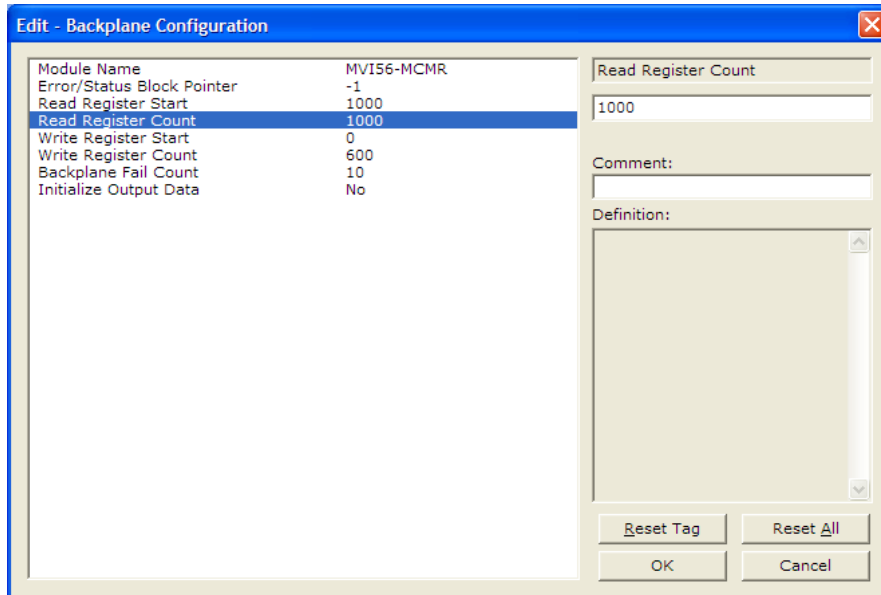 Edit - Backplane Configuration
Module Name MVI56-MCMR
Error/Status Block Pointer -1
Read Register Start 1000
Read Register Count 1000
Write Register Start 0
Write Register Count 600
Backplane Fail Count 10
Initialize Output Data No
Read Register Count
1000
Comment:
Definition:
Reset Tag Reset All
OK Cancel